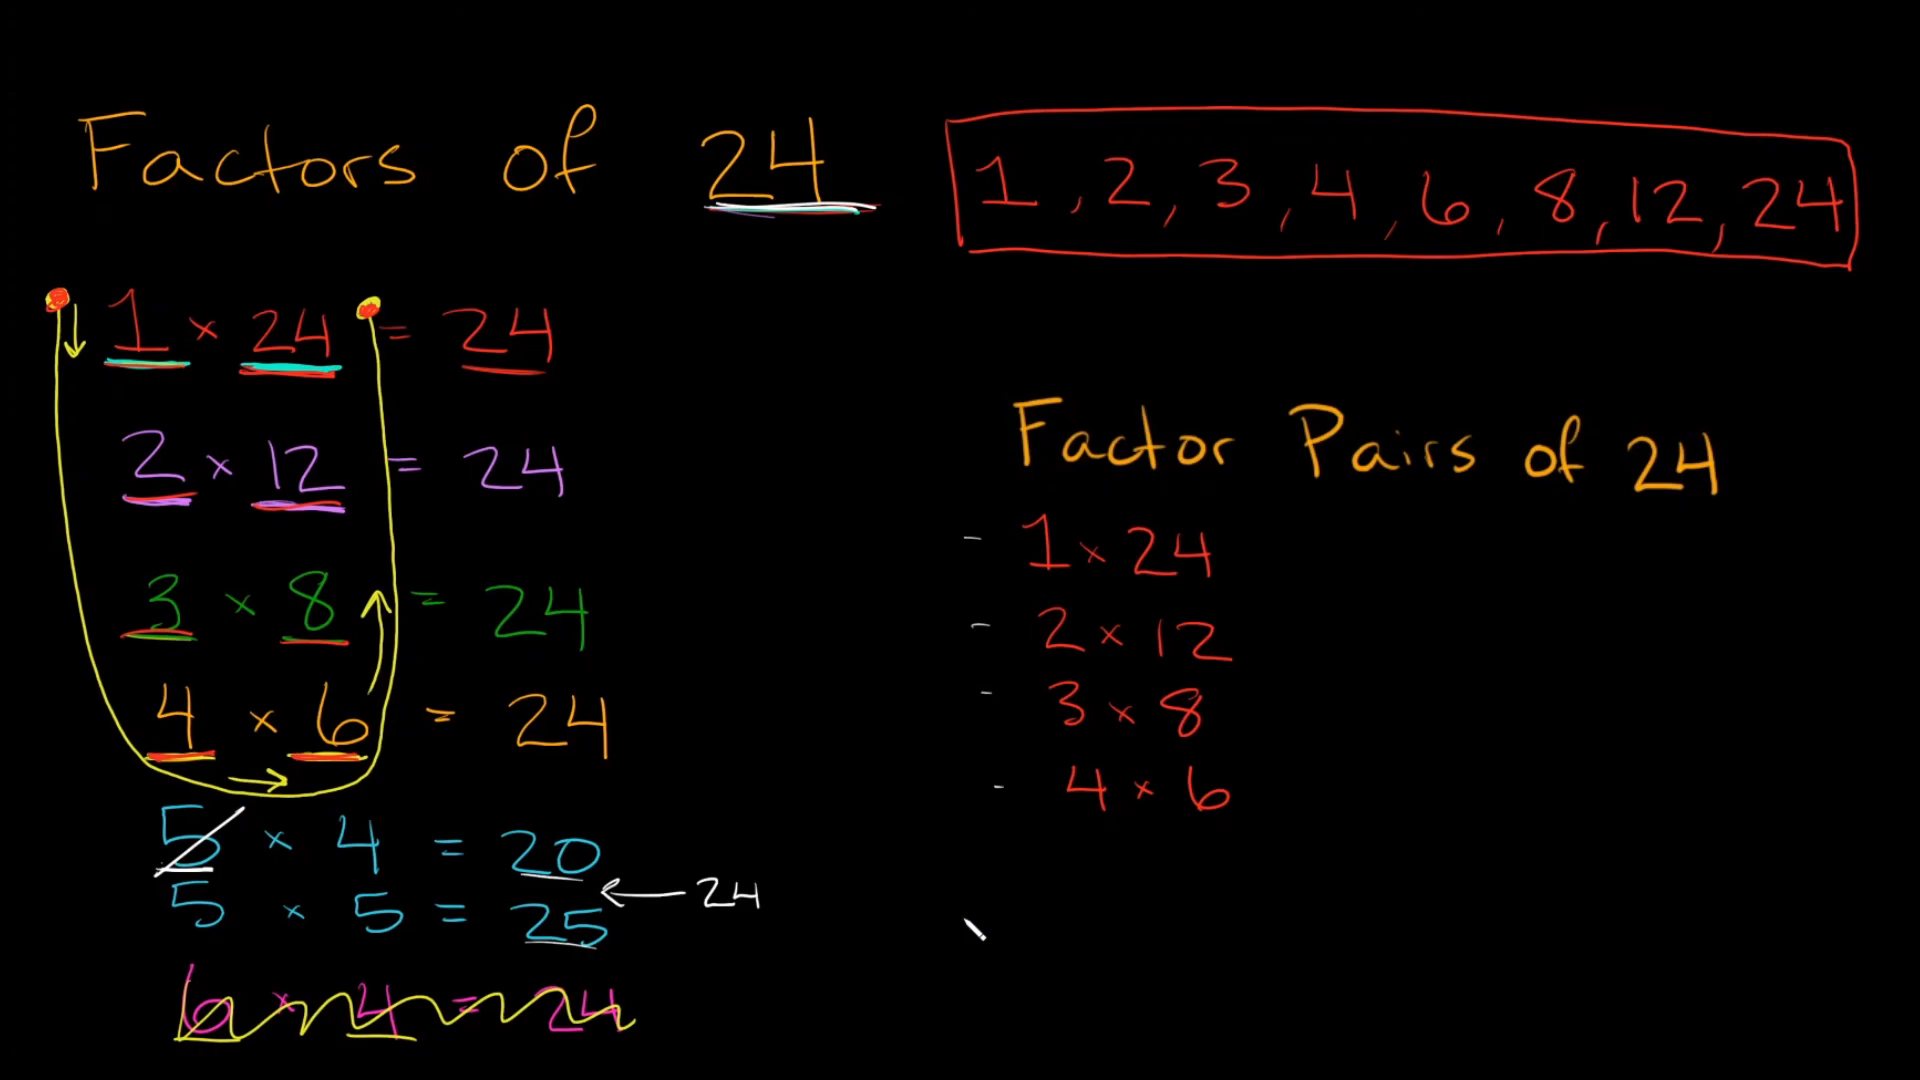 Factors of 24
1, 2, 3, 4, 6, 8, 12, 24
1 × 24 = 24
2 × 12 = 24
3 × 8 = 24
4 × 6 = 24
5 × 4 = 20
5 × 5 = 25
← 24
6 × 4 = 24
Factor Pairs of 24
- 1 × 24
- 2 × 12
- 3 × 8
- 4 × 6